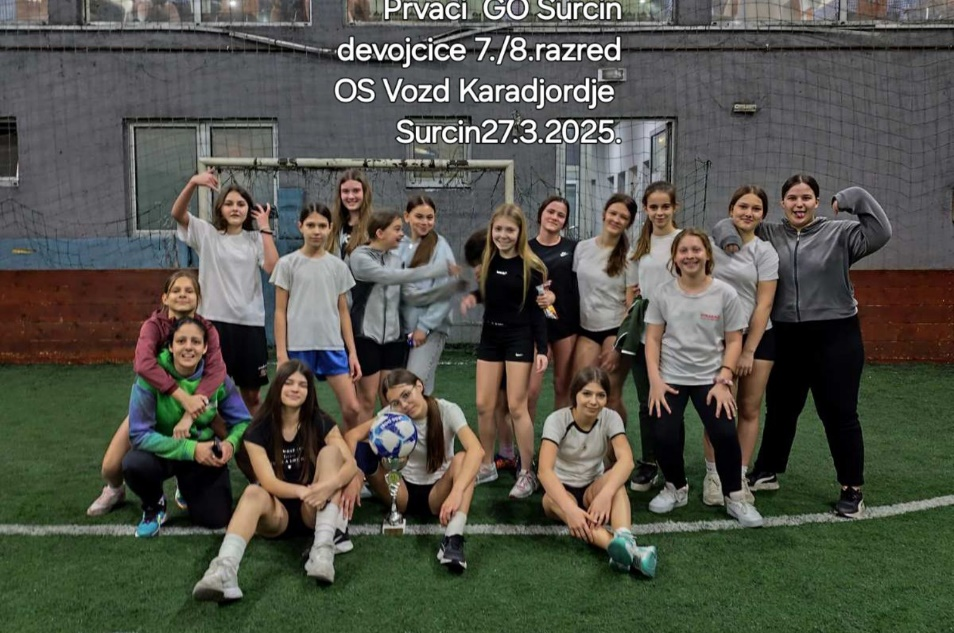 Prvaci GO Surcin
devojcice 7./8.razred
OS Vozd Karadjordje
Surcin27.3.2025.